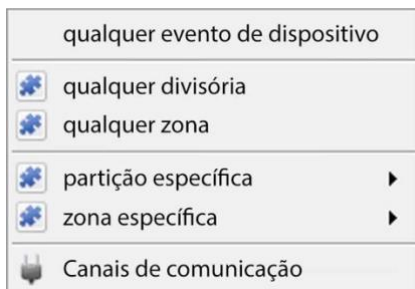 qualquer evento de dispositivo
qualquer divisória
qualquer zona
partição específica
zona específica
Canais de comunicação